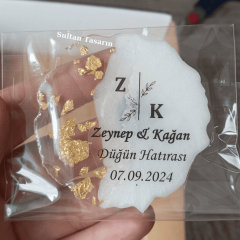 Sultan Tasarım
Z
K
Zeynep & Kağan
Düğün Hatırası
07.09.2024